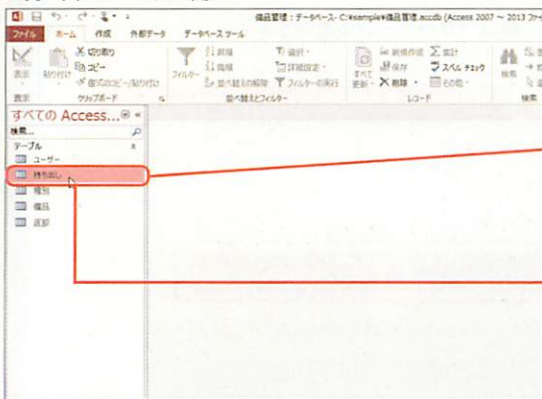 備品管理 : データベース- C:¥sample¥備品管理.accdb (Access 2007 ～ 2013 ファイ
ファイル ホーム 作成 外部データ データベース ツール
切り取り 昇順 選択 新規作成 Σ 集計
コピー 降順 詳細設定 保存 スペル チェック
表示 貼り付け 書式のコピー/貼り付け フィルター 並べ替えの解除 フィルターの実行 すべて更新 削除 その他 検索
表示 クリップボード 並べ替えとフィルター レコード 検索
すべての Access...
検索...
テーブル
ユーザー
持ち出し
種別
備品